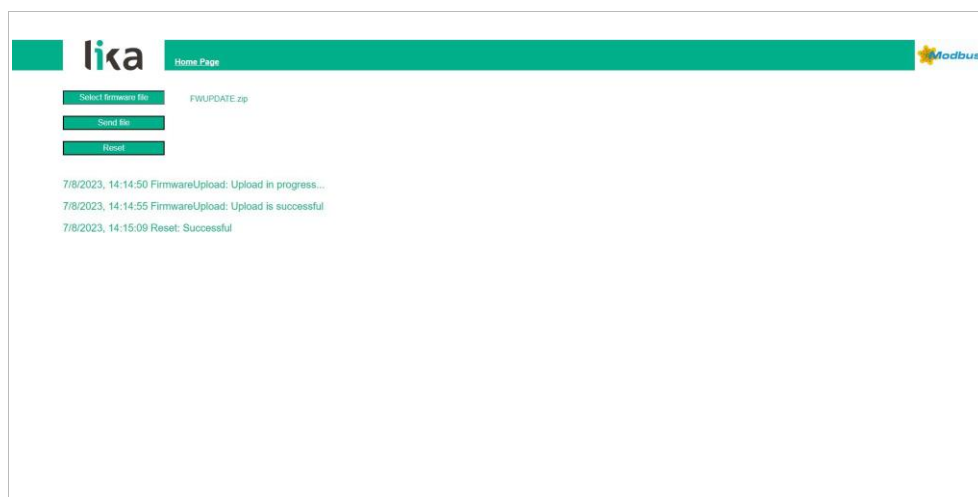 lika
Home Page
Modbus
Select firmware file
FWUPDATE.zip
Send file
Reset
7/8/2023, 14:14:50 FirmwareUpload: Upload in progress...
7/8/2023, 14:14:55 FirmwareUpload: Upload is successful
7/8/2023, 14:15:09 Reset: Successful